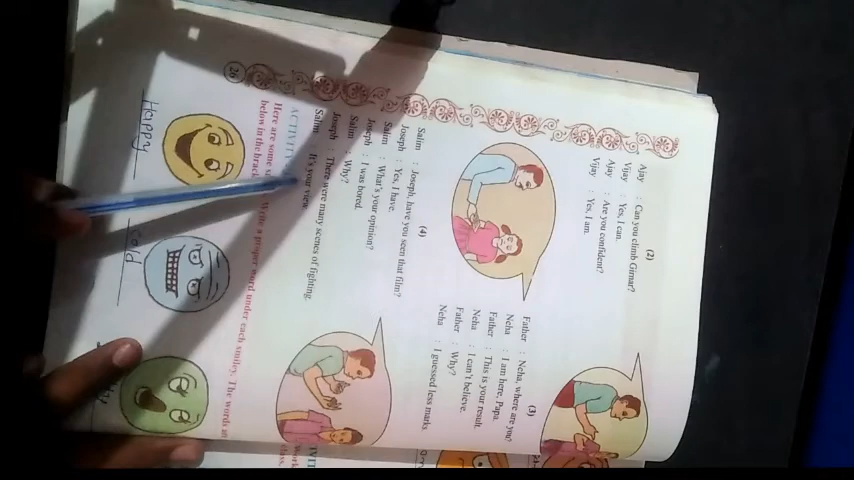 (2)
Ajay : Can you climb Girnar?
Vijay : Yes, I can.
Ajay : Are you confident?
Vijay : Yes, I am.
(3)
Father : Neha, where are you?
Neha : I am here, Papa.
Father : This is your result.
Neha : I can't believe.
Father : Why?
Neha : I guessed less marks
(4)
Salim : Joseph, have you seen that film?
Joseph : Yes, I have.
Salim : What's your opinion?
Joseph : I was bored.
Salim : Why?
Joseph : There were many scenes of fighting.
Salim : It's your view
ACTIVITY
Here are some Write a proper word under each smiley. The words
below in the
Happy
Cold
26